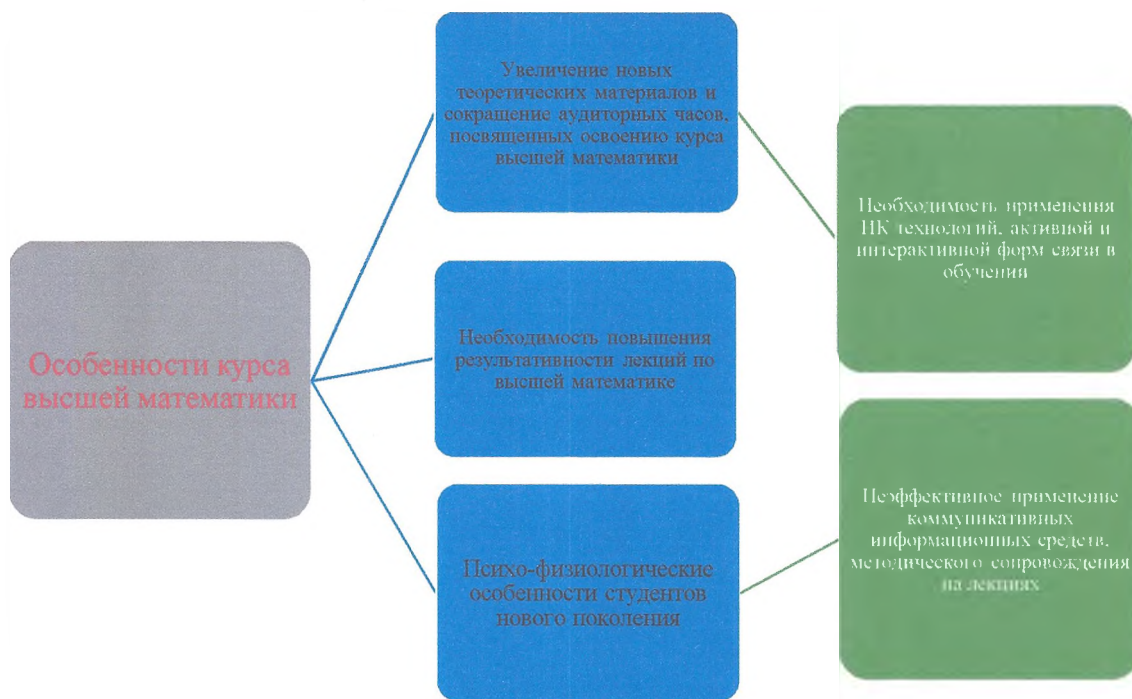 Особенности курса
высшей математики
Увеличение новых
теоретических материалов и
сокращение аудиторных часов,
посвященных освоению курса
высшей математики
Необходимость повышения
результативности лекций по
высшей математике
Психо-физиологические
особенности студентов
нового поколения
Необходимость применения
ИК технологий, активной и
интерактивной форм связи в
обучении
Неэффективное применение
коммуникативных
информационных средств,
методического сопровождения
на лекциях